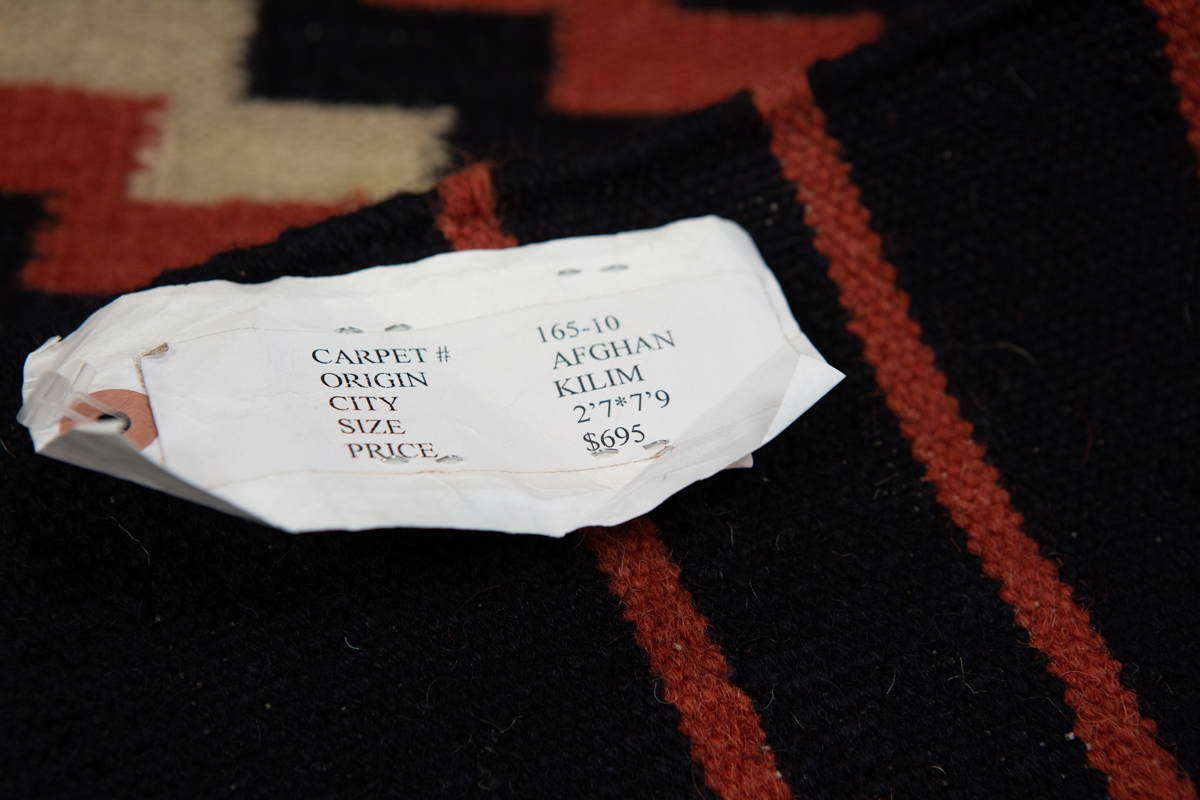 CARPET # 165-10
ORIGIN AFGHAN
CITY KILIM
SIZE 2'7*7'9
PRICE $695